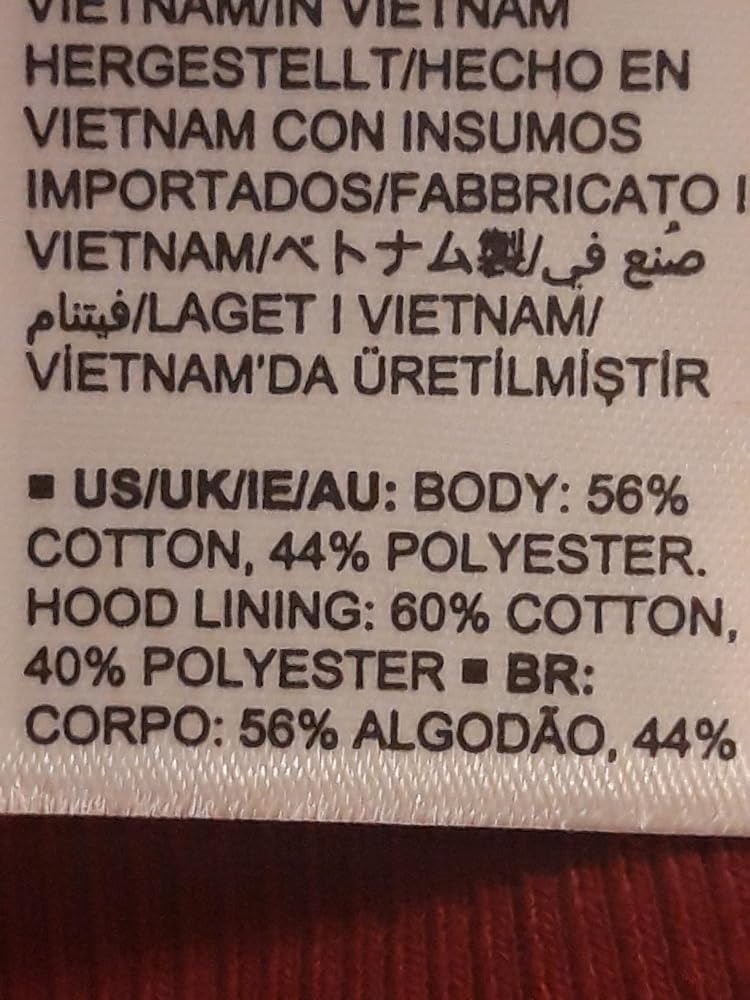 VIETNAM/IN VIETNAM
HERGESTELLT/HECHO EN
VIETNAM CON INSUMOS
IMPORTADOS/FABBRICATO I
VIETNAM/ベトナム製/صُنع في
فيتنام/LAGET I VIETNAM/
VİETNAM'DA ÜRETİLMİŞTİR
■ US/UK/IE/AU: BODY: 56%
COTTON, 44% POLYESTER.
HOOD LINING: 60% COTTON,
40% POLYESTER ■ BR:
CORPO: 56% ALGODÃO, 44%